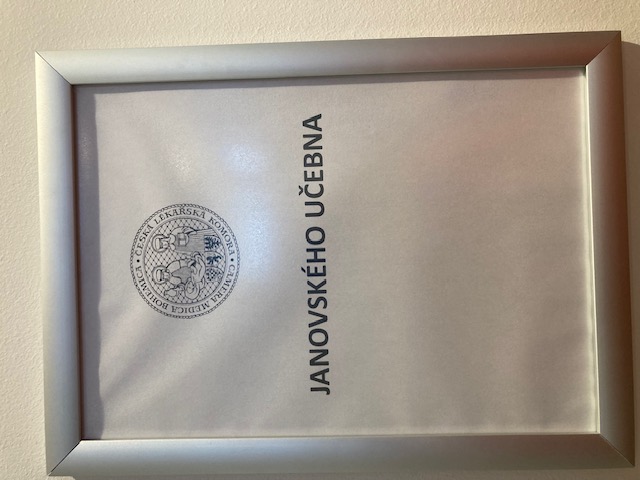 ČESKÁ LÉKAŘSKÁ KOMORA • CAMERA MEDICA BOHEMICA •
JANOVSKÉHO UČEBNA